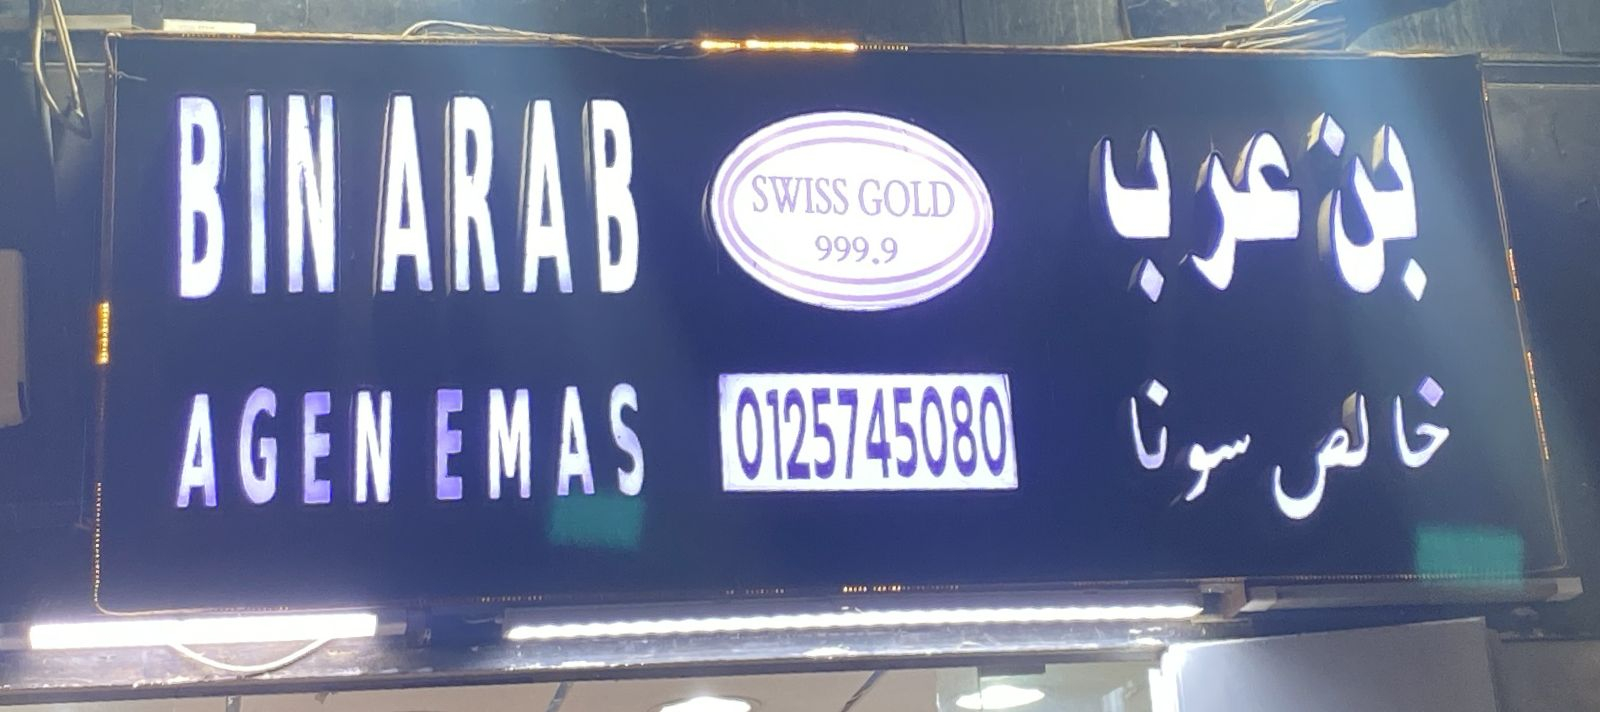 BIN ARAB
SWISS GOLD
999.9
بن عرب
AGEN EMAS
0125745080
خالص سونا